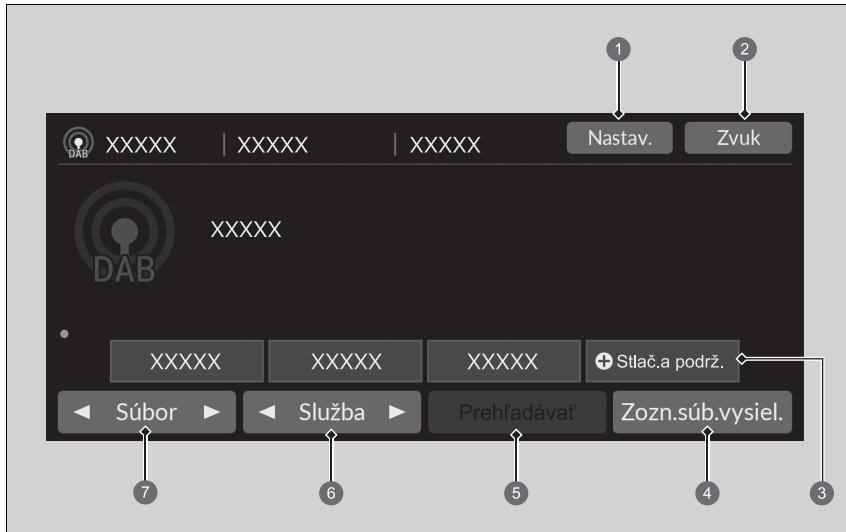 1 2
DAB XXXXX | XXXXX | XXXXX Nastav. Zvuk
DAB XXXXX
XXXXX XXXXX XXXXX Stlač.a podrž.
3
◄ Súbor ► ◄ Služba ► Prehľadávať Zozn.súb.vysiel.
7 6 5 4